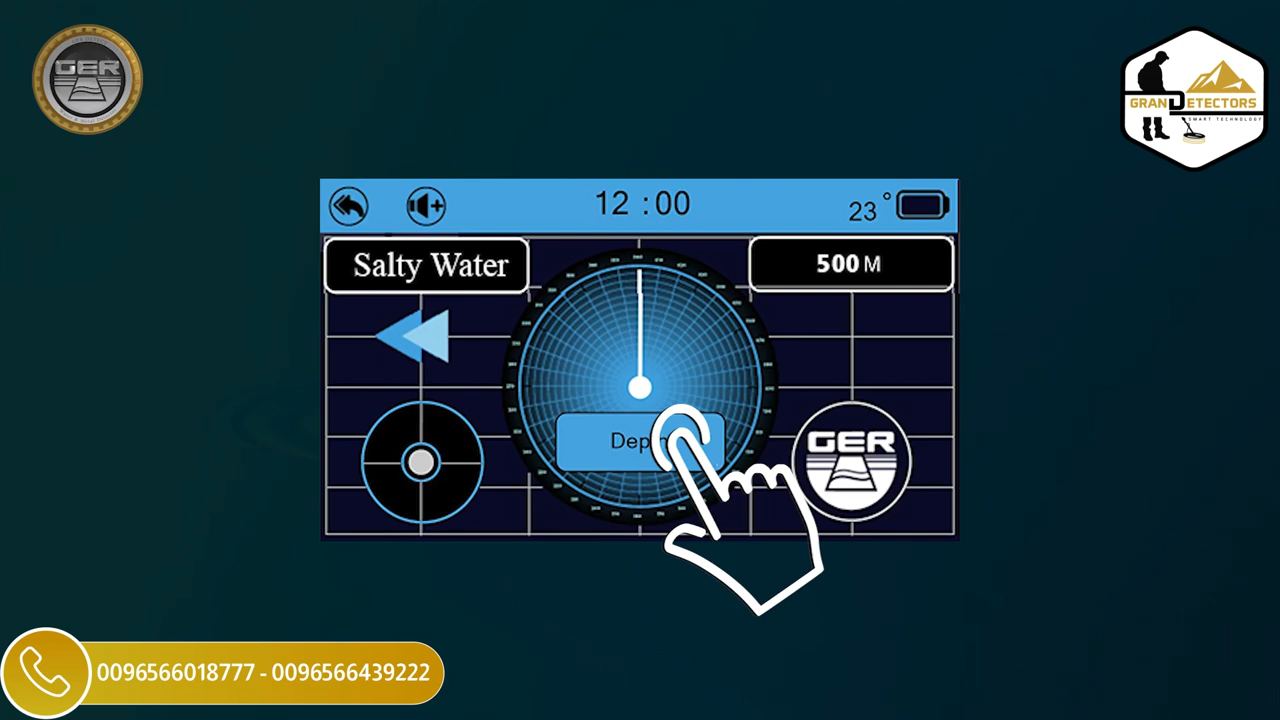 GER
GRAN DETECTORS
SMART TECHNOLOGY
12 :00
23°
Salty Water
500 M
GER
0096566018777 - 0096566439222